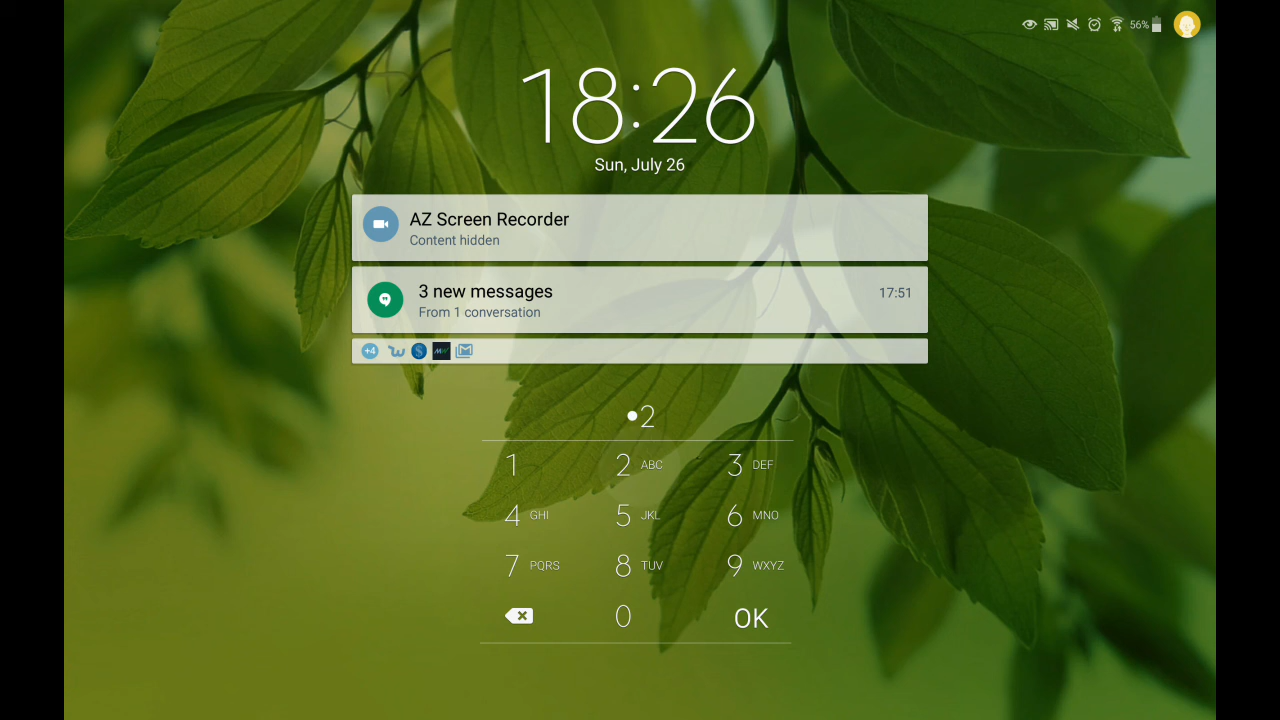 56%
18:26
Sun, July 26
AZ Screen Recorder
Content hidden
3 new messages 17:51
From 1 conversation
+4
•2
1 2 ABC 3 DEF
4 GHI 5 JKL 6 MNO
7 PQRS 8 TUV 9 WXYZ
0 OK